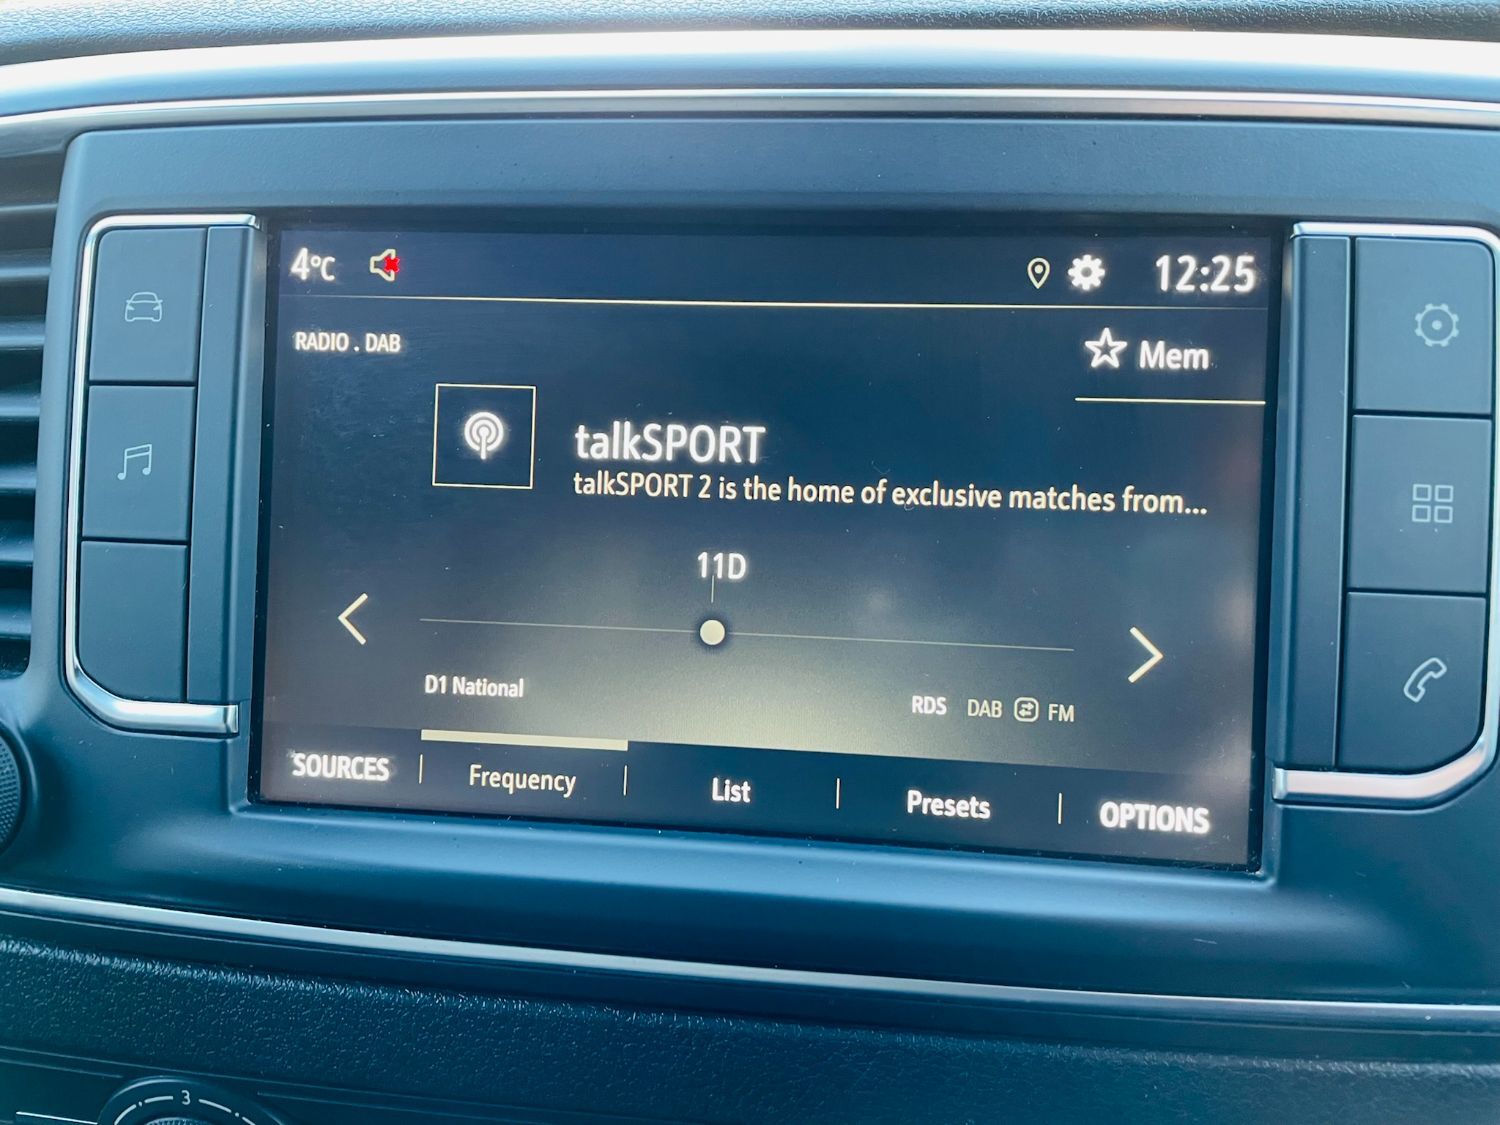 4°C 12:25
RADIO . DAB
Mem
talkSPORT
talkSPORT 2 is the home of exclusive matches from...
11D
D1 National
RDS DAB FM
SOURCES Frequency List Presets OPTIONS
3